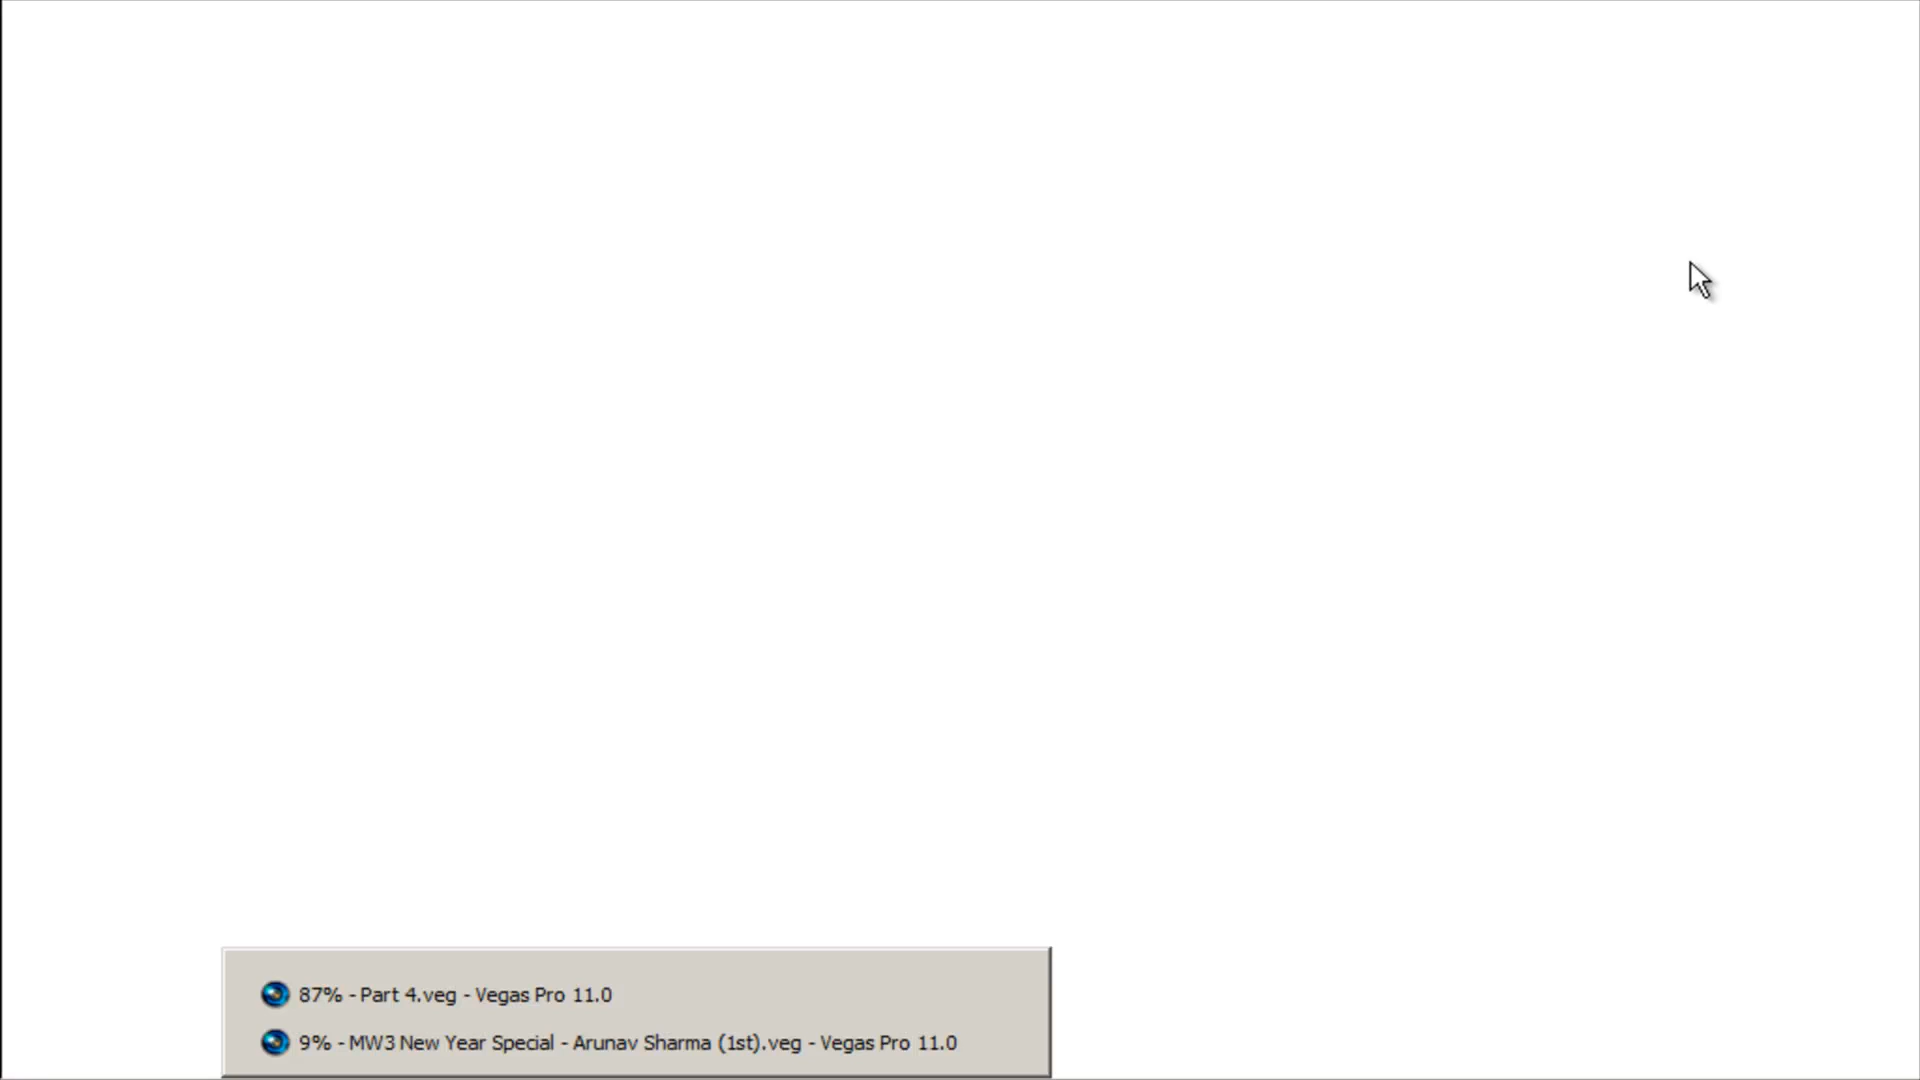 87% - Part 4.veg - Vegas Pro 11.0
9% - MW3 New Year Special - Arunav Sharma (1st).veg - Vegas Pro 11.0